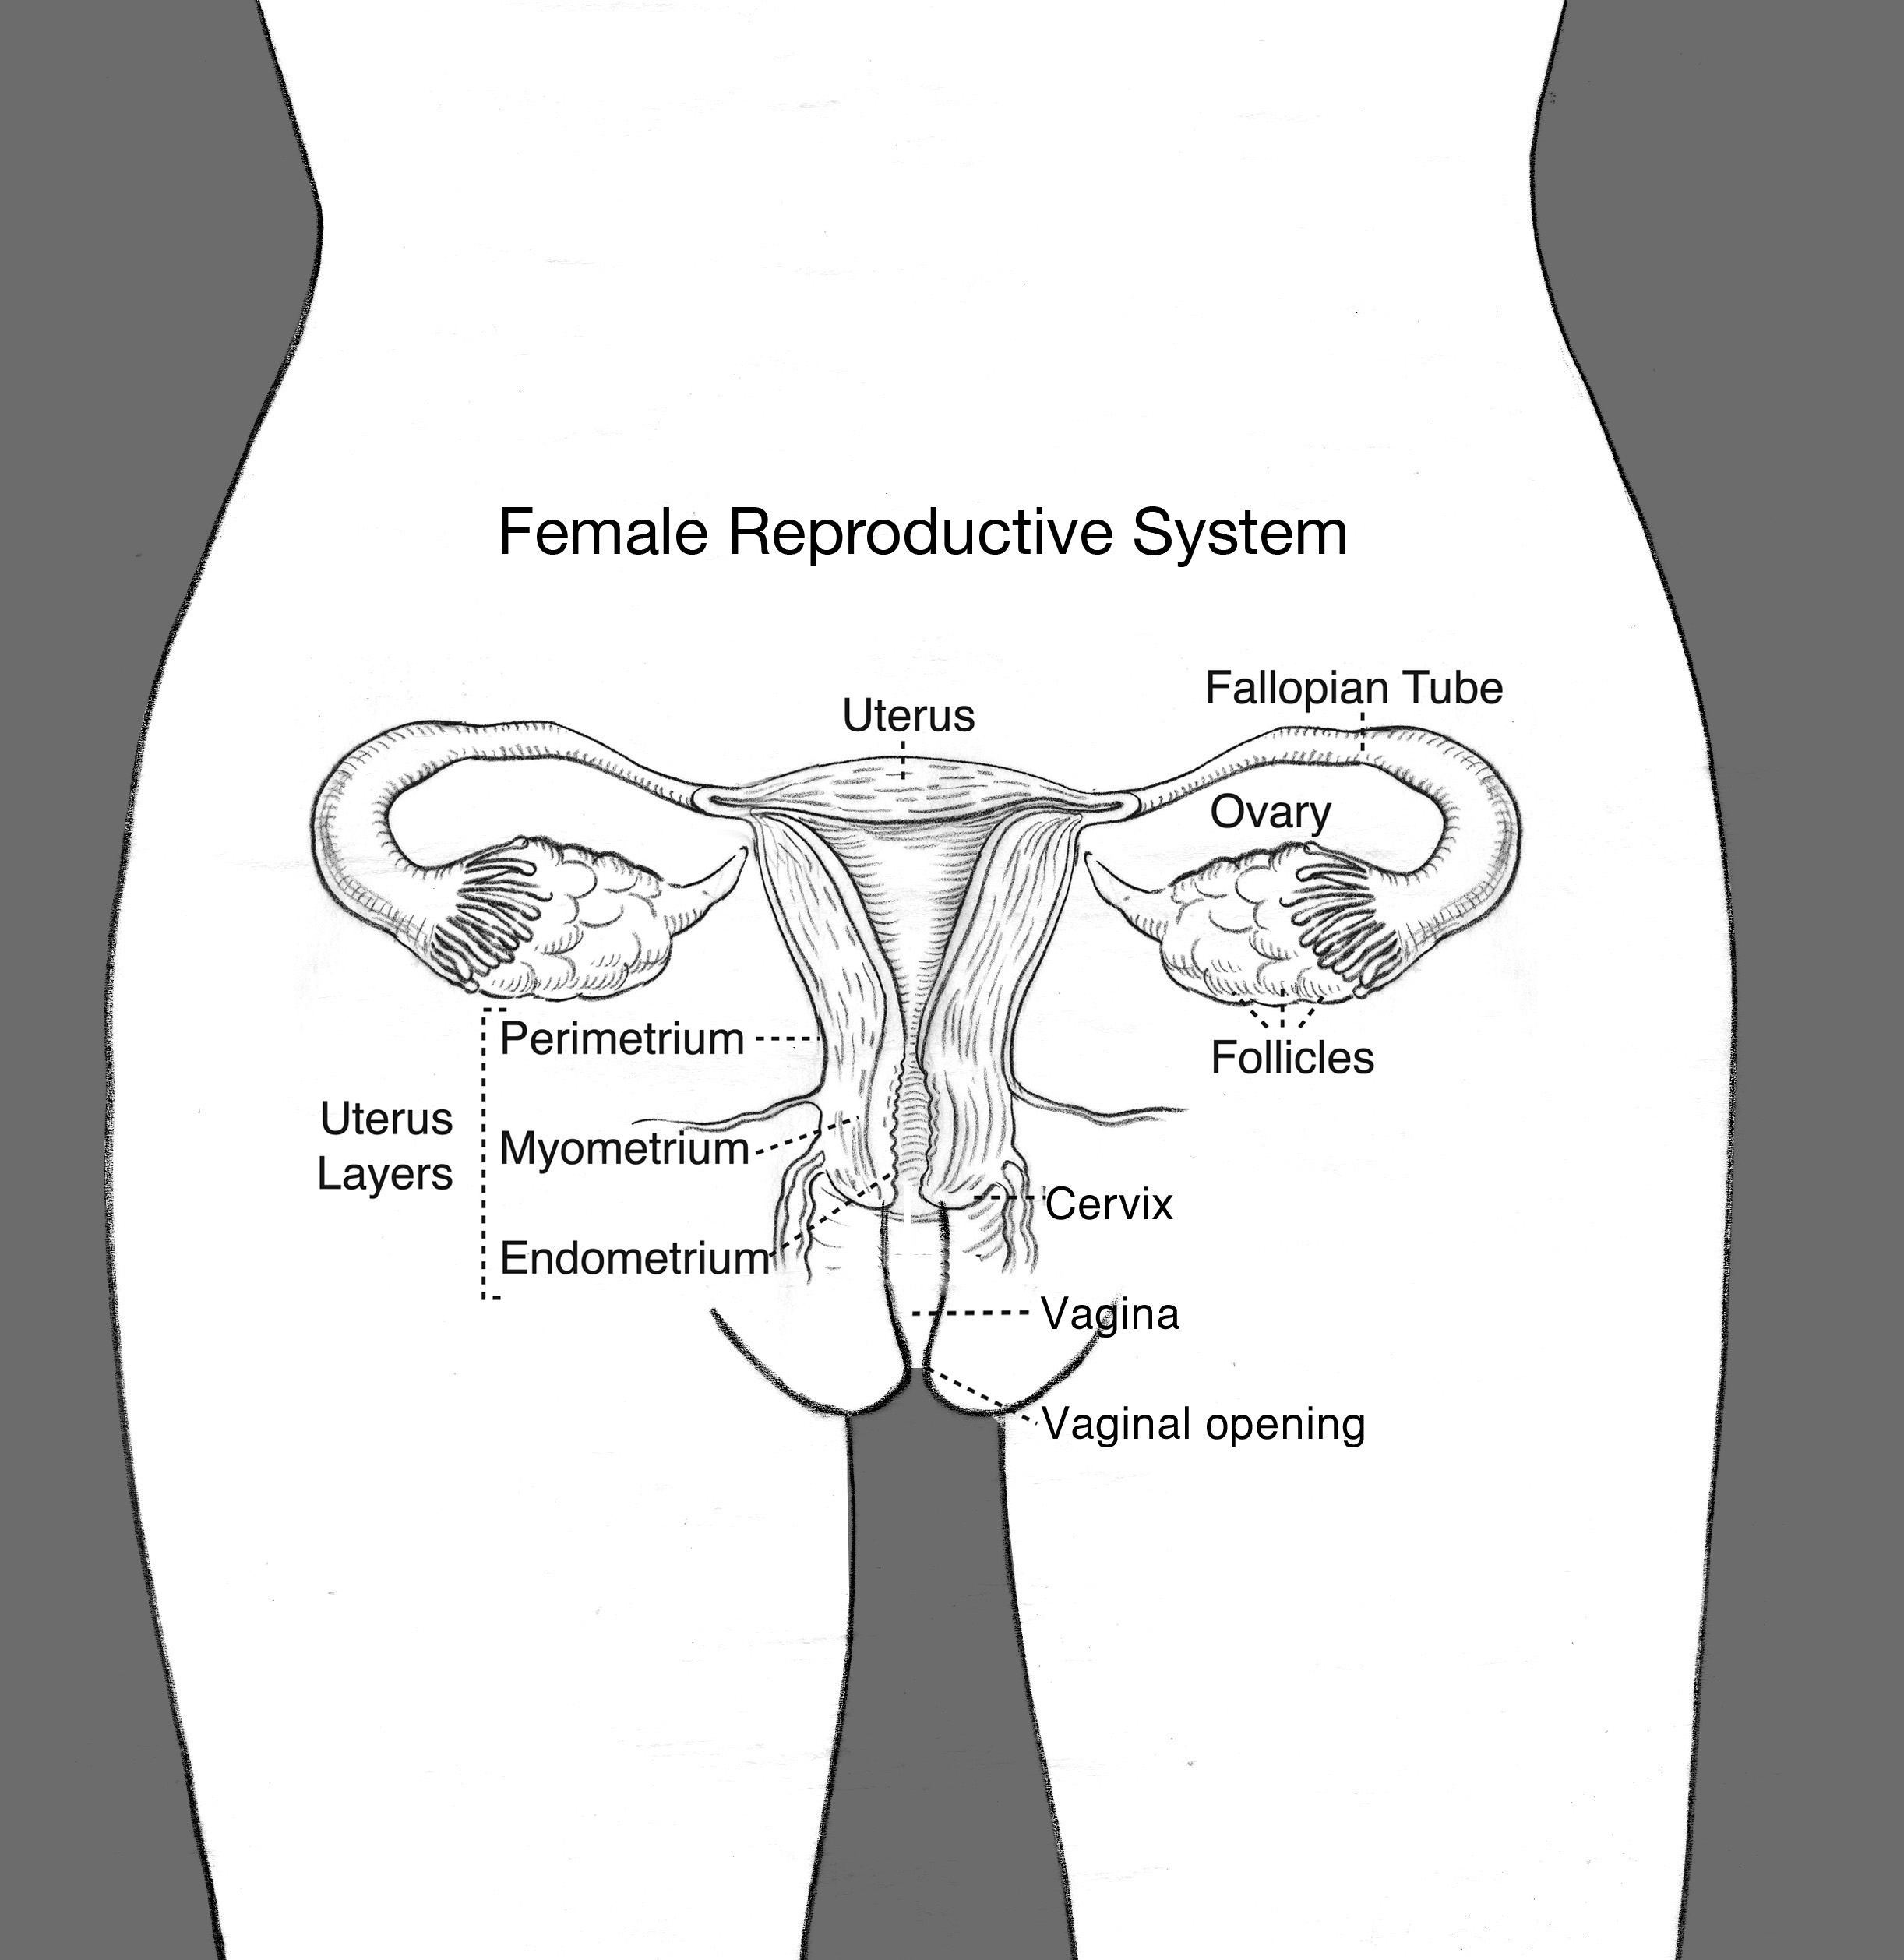 Female Reproductive System
Fallopian Tube
Uterus
Ovary
Perimetrium
Follicles
Uterus
Layers
Myometrium
Cervix
Endometrium
Vagina
Vaginal opening